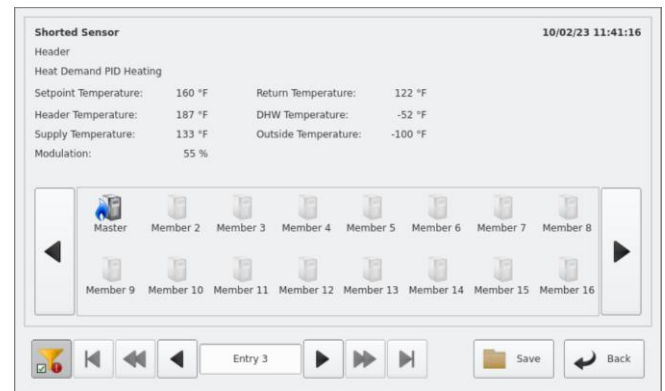 Shorted Sensor 10/02/23 11:41:16
Header
Heat Demand PID Heating
Setpoint Temperature: 160 °F Return Temperature: 122 °F
Header Temperature: 187 °F DHW Temperature: -52 °F
Supply Temperature: 133 °F Outside Temperature: -100 °F
Modulation: 55 %
Master Member 2 Member 3 Member 4 Member 5 Member 6 Member 7 Member 8
Member 9 Member 10 Member 11 Member 12 Member 13 Member 14 Member 15 Member 16
Entry 3 Save Back